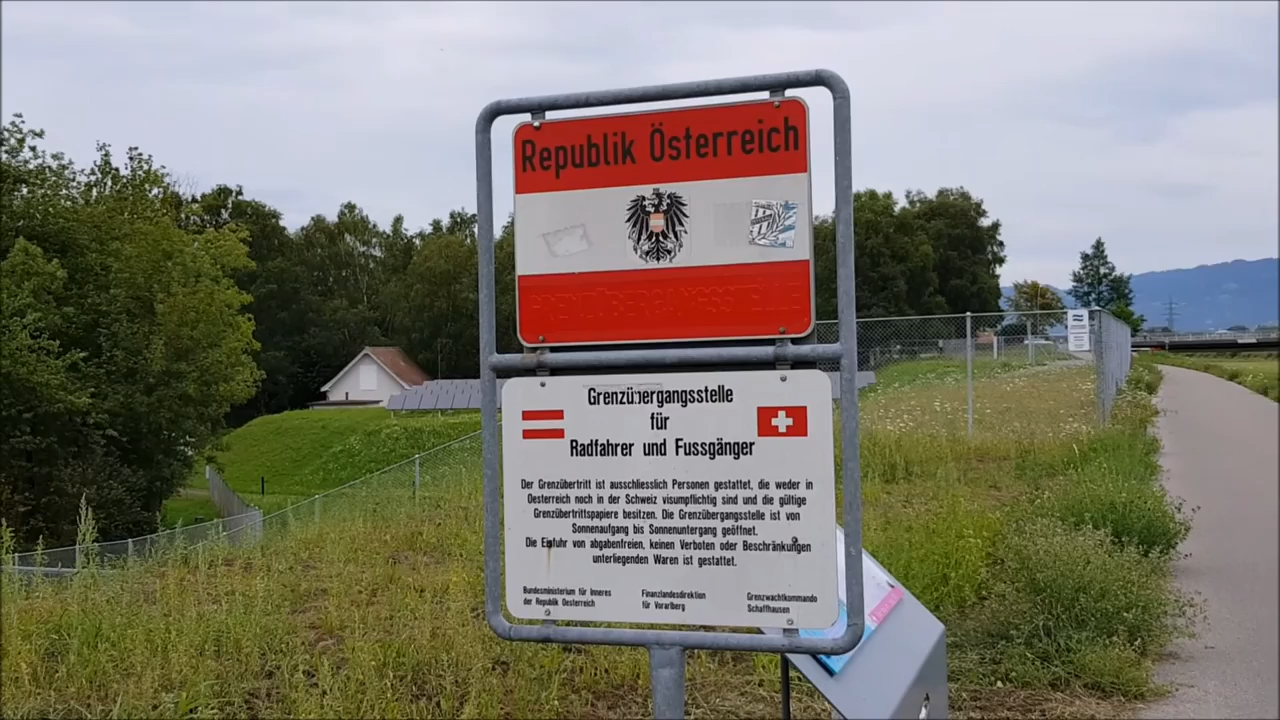 Republik Österreich
GRENZÜBERGANGSSTELLE
Grenzübergangsstelle
für
Radfahrer und Fussgänger
Der Grenzübertritt ist ausschliesslich Personen gestattet, die weder in
Oesterreich noch in der Schweiz visumpflichtig sind und die gültige
Grenzübertrittspapiere besitzen. Die Grenzübergangsstelle ist von
Sonnenaufgang bis Sonnenuntergang geöffnet.
Die Einfuhr von abgabenfreien, keinen Verboten oder Beschränkungen
unterliegenden Waren ist gestattet.
Bundesministerium für Inneres
der Republik Oesterreich
Finanzlandesdirektion
für Vorarlberg
Grenzwachtkommando
Schaffhausen